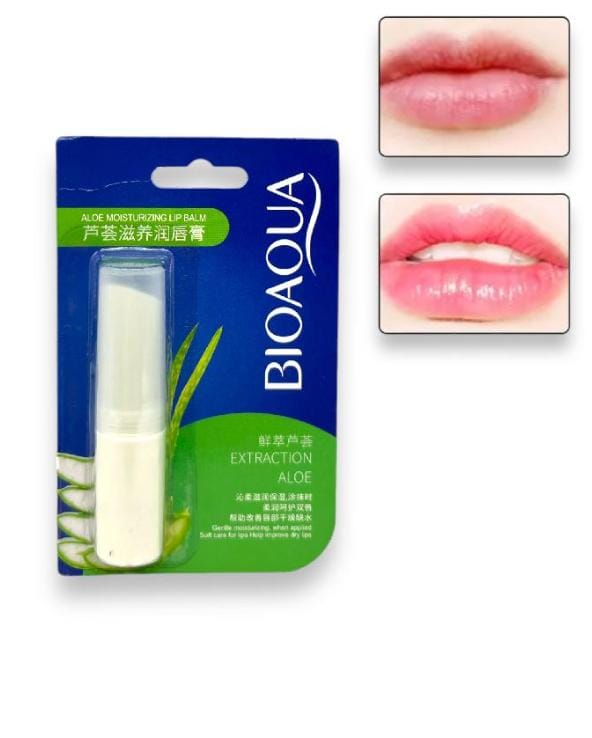 ALOE MOISTURIZING LIP BALM
芦荟滋养润唇膏
BIOAQUA
鲜萃芦荟
EXTRACTION
ALOE
沁柔滋润保湿,涂抹时
柔润呵护双唇
帮助改善唇部干燥缺水
Gentle moisturizing, when applied
Soft care for lips Help improve dry lips